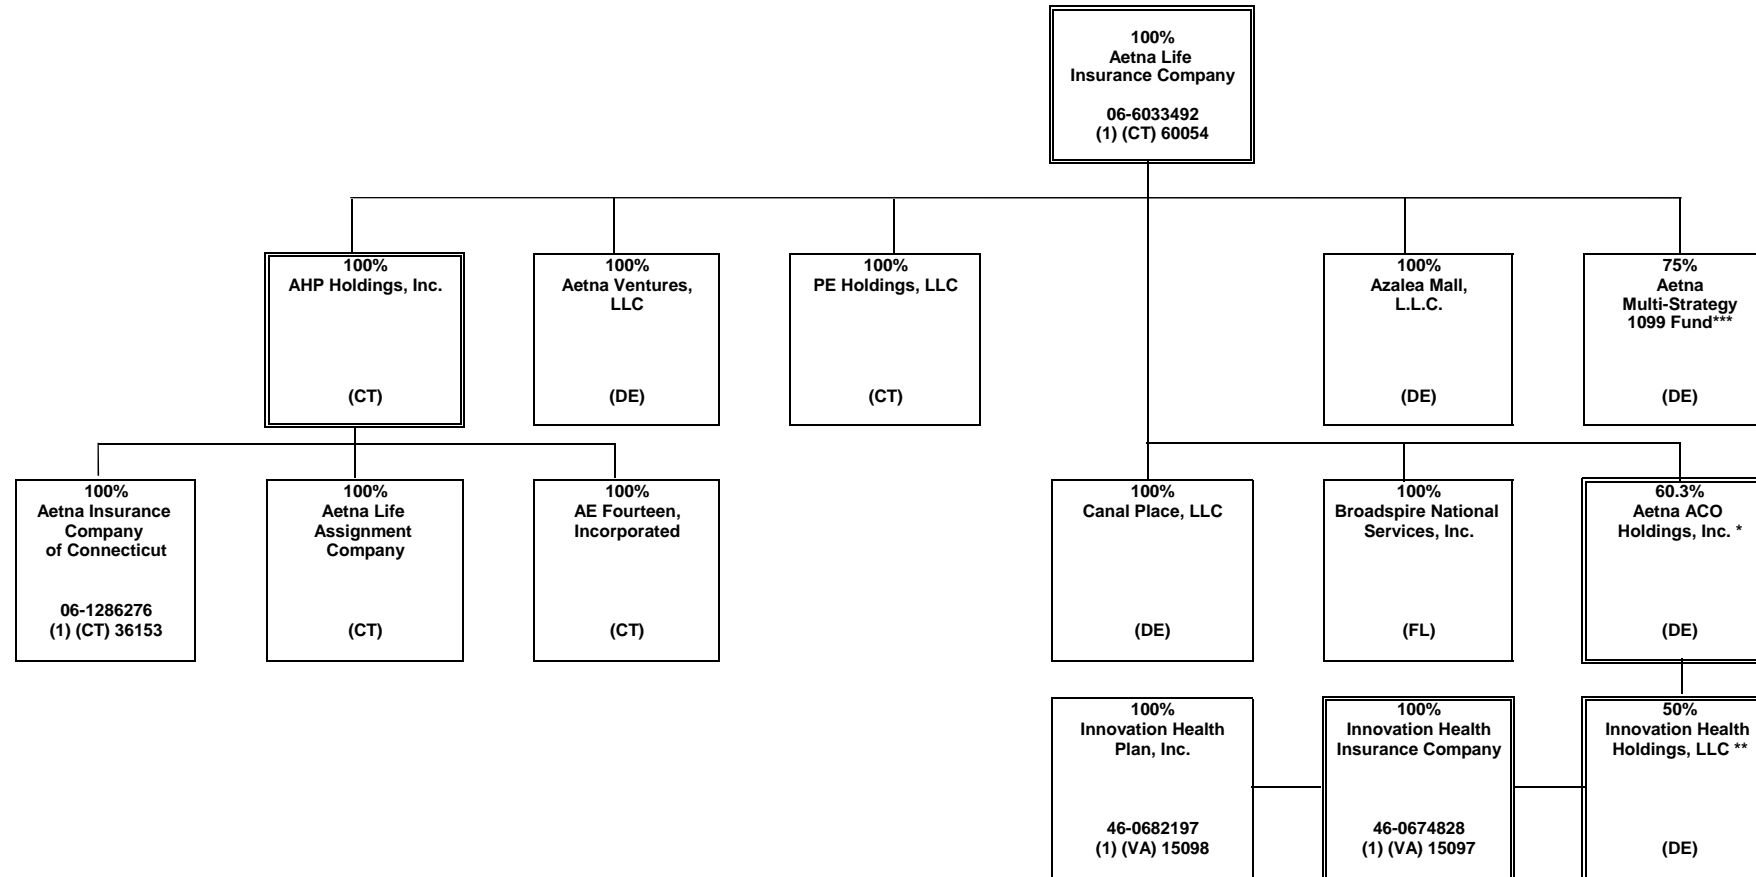 100%
Aetna Life
Insurance Company
06-6033492
(1) (CT) 60054
100%
AHP Holdings, Inc.
(CT)
100%
Aetna Ventures,
LLC
(DE)
100%
PE Holdings, LLC
(CT)
100%
Azalea Mall,
L.L.C.
(DE)
75%
Aetna
Multi-Strategy
1099 Fund***
(DE)
100%
Aetna Insurance
Company
of Connecticut
06-1286276
(1) (CT) 36153
100%
Aetna Life
Assignment
Company
(CT)
100%
AE Fourteen,
Incorporated
(CT)
100%
Canal Place, LLC
(DE)
100%
Broadspire National
Services, Inc.
(FL)
60.3%
Aetna ACO
Holdings, Inc. *
(DE)
100%
Innovation Health
Plan, Inc.
46-0682197
(1) (VA) 15098
100%
Innovation Health
Insurance Company
46-0674828
(1) (VA) 15097
50%
Innovation Health
Holdings, LLC **
(DE)